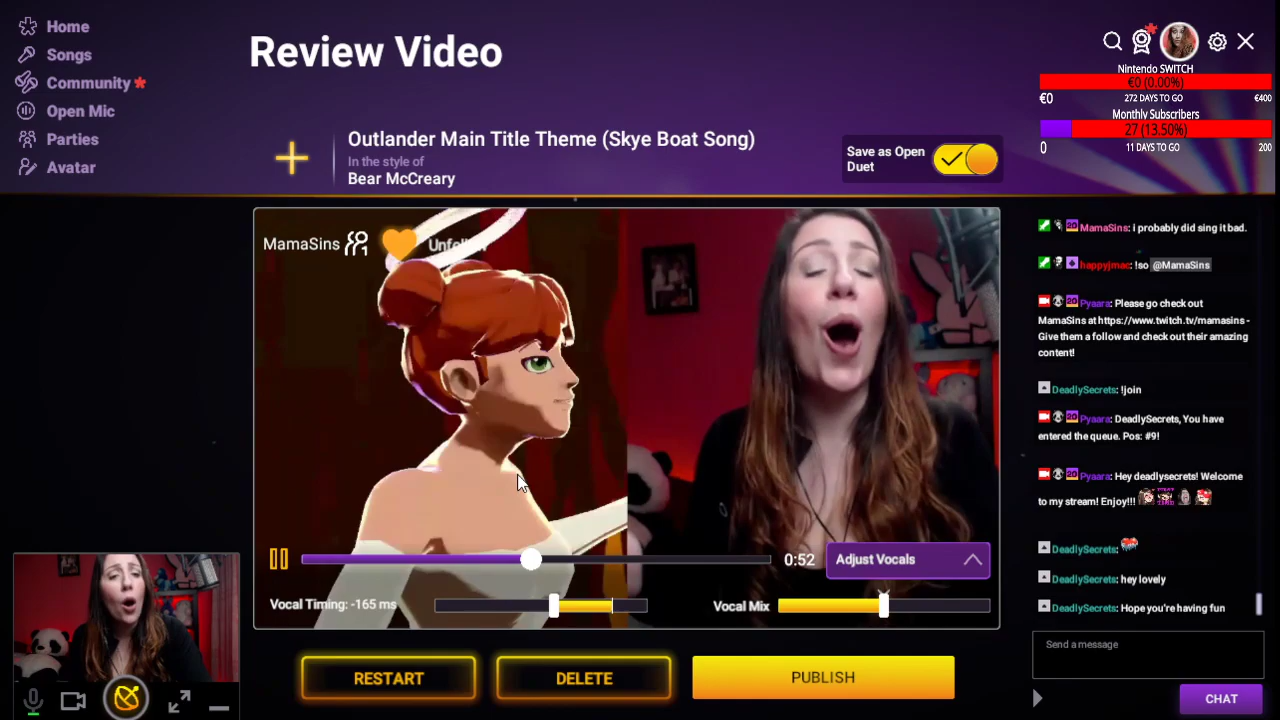 Home
Songs
Community
Open Mic
Parties
Avatar
Review Video
Outlander Main Title Theme (Skye Boat Song)
In the style of
Bear McCreary
Save as Open
Duet
Nintendo SWITCH
€0 (0.00%)
€0 272 DAYS TO GO €400
Monthly Subscribers
27 (13.50%)
0 11 DAYS TO GO 200
MamaSins
0:52
Adjust Vocals
Vocal Timing: -165 ms
Vocal Mix
RESTART
DELETE
PUBLISH
MamaSins: i probably did sing it bad.
happyjmac: !so @MamaSins
Pyaara: Please go check out
MamaSins at https://www.twitch.tv/mamasins -
Give them a follow and check out their amazing
content!
DeadlySecrets: !join
Pyaara: DeadlySecrets, You have
entered the queue. Pos: #9!
Pyaara: Hey deadlysecrets! Welcome
to my stream! Enjoy!!!
DeadlySecrets:
DeadlySecrets: hey lovely
DeadlySecrets: Hope you're having fun
Send a message
CHAT